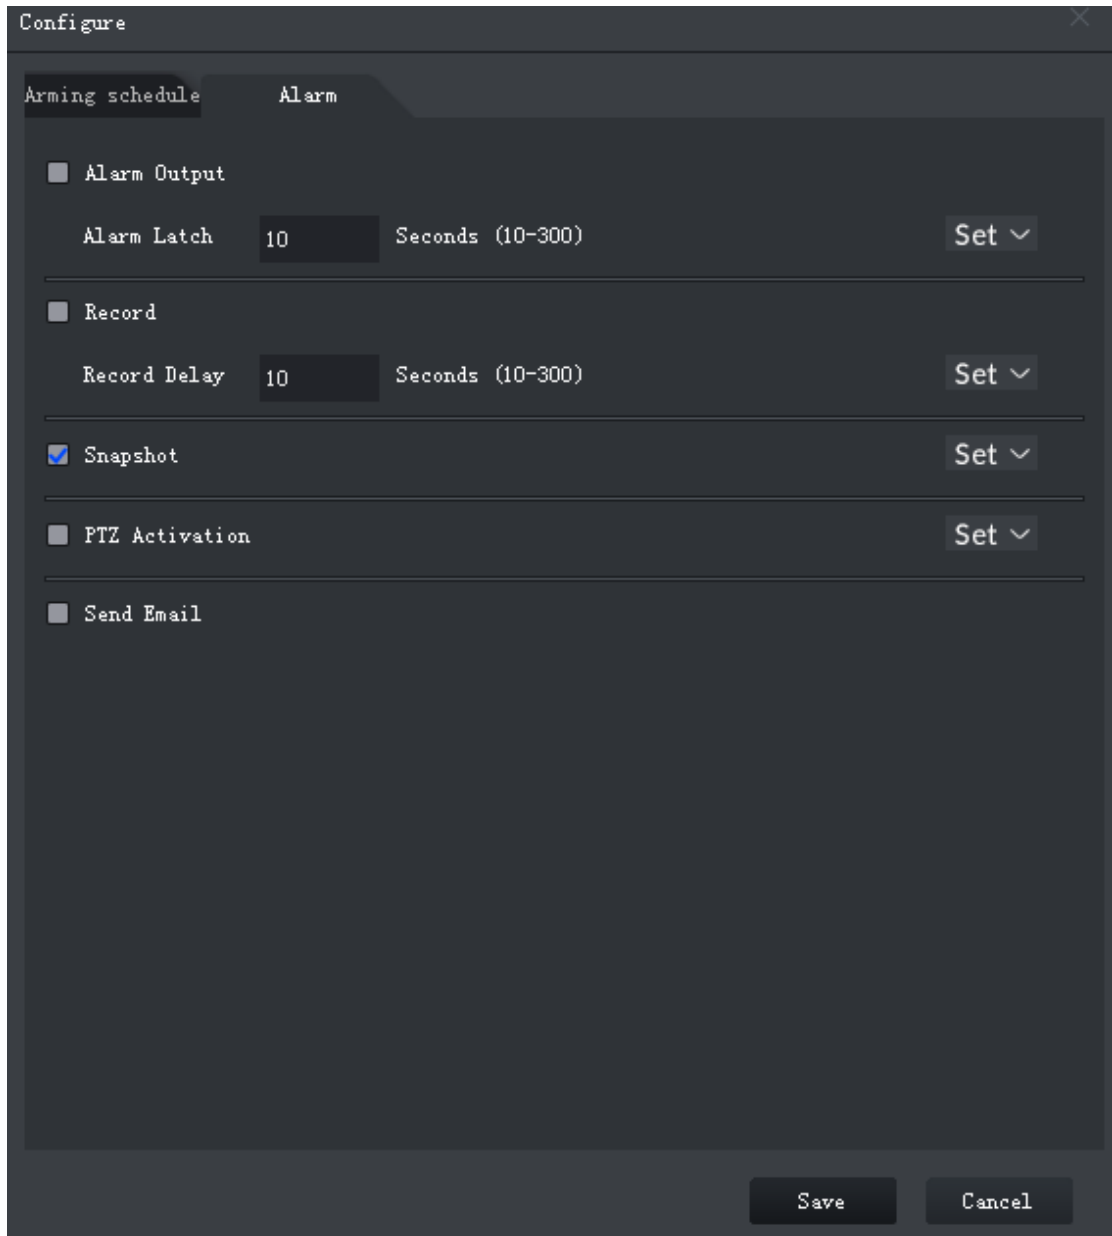 Configure
Arming schedule Alarm
Alarm Output
Alarm Latch 10 Seconds (10-300) Set
Record
Record Delay 10 Seconds (10-300) Set
Snapshot Set
PTZ Activation Set
Send Email
Save Cancel